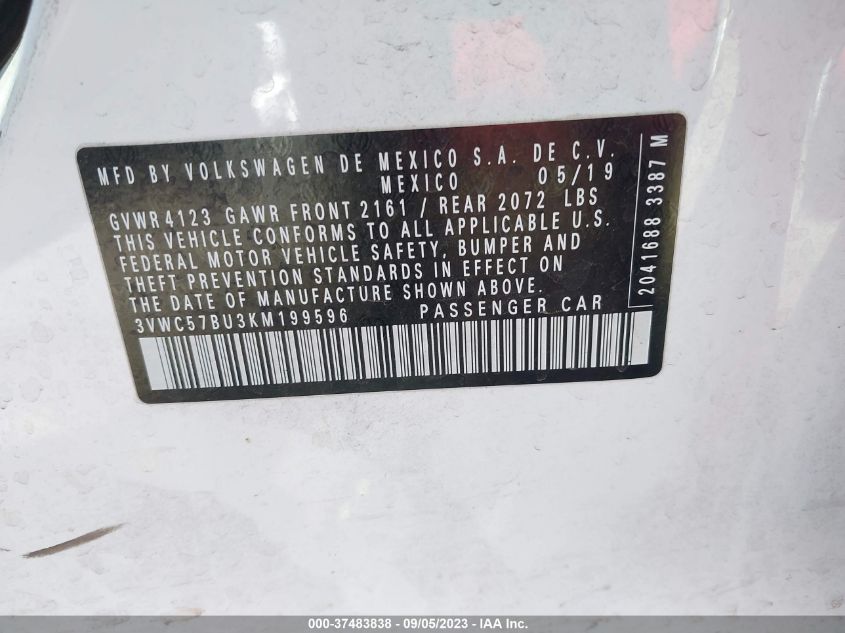 MFD BY VOLKSWAGEN DE MEXICO S.A. DE C.V.
MEXICO 05/19
GVWR 4123 GAWR FRONT 2161 / REAR 2072 LBS
THIS VEHICLE CONFORMS TO ALL APPLICABLE U.S.
FEDERAL MOTOR VEHICLE SAFETY, BUMPER AND
THEFT PREVENTION STANDARDS IN EFFECT ON
THE DATE OF MANUFACTURE SHOWN ABOVE.
3VWC57BU3KM199596 PASSENGER CAR
2041688 3387 M
000-37483838 - 09/05/2023 - IAA Inc.